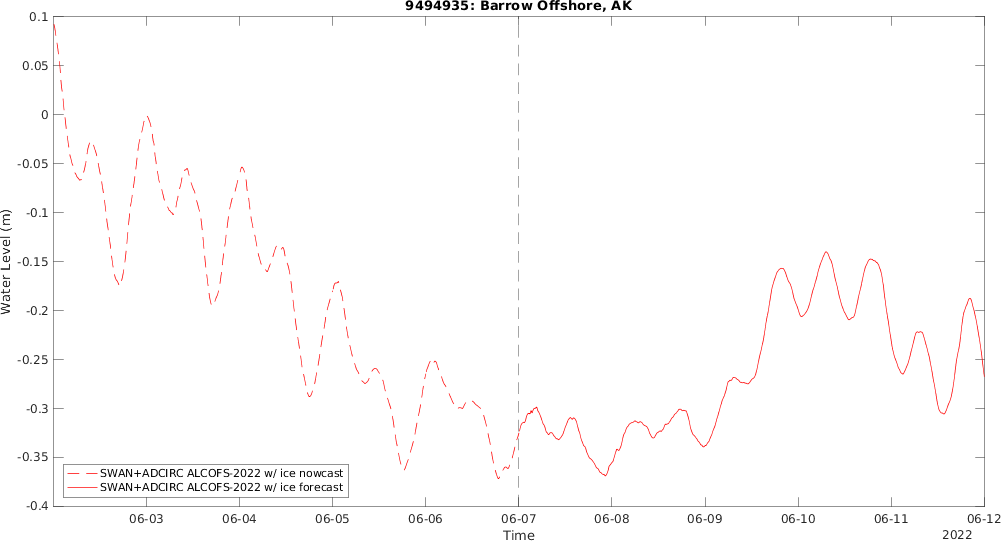 9494935: Barrow Offshore, AK
0.1
0.05
0
-0.05
-0.1
-0.15
-0.2
-0.25
-0.3
-0.35
-0.4
Water Level (m)
SWAN+ADCIRC ALCOFS-2022 w/ ice nowcast
SWAN+ADCIRC ALCOFS-2022 w/ ice forecast
06-03 06-04 06-05 06-06 06-07 06-08 06-09 06-10 06-11 06-12
Time
2022